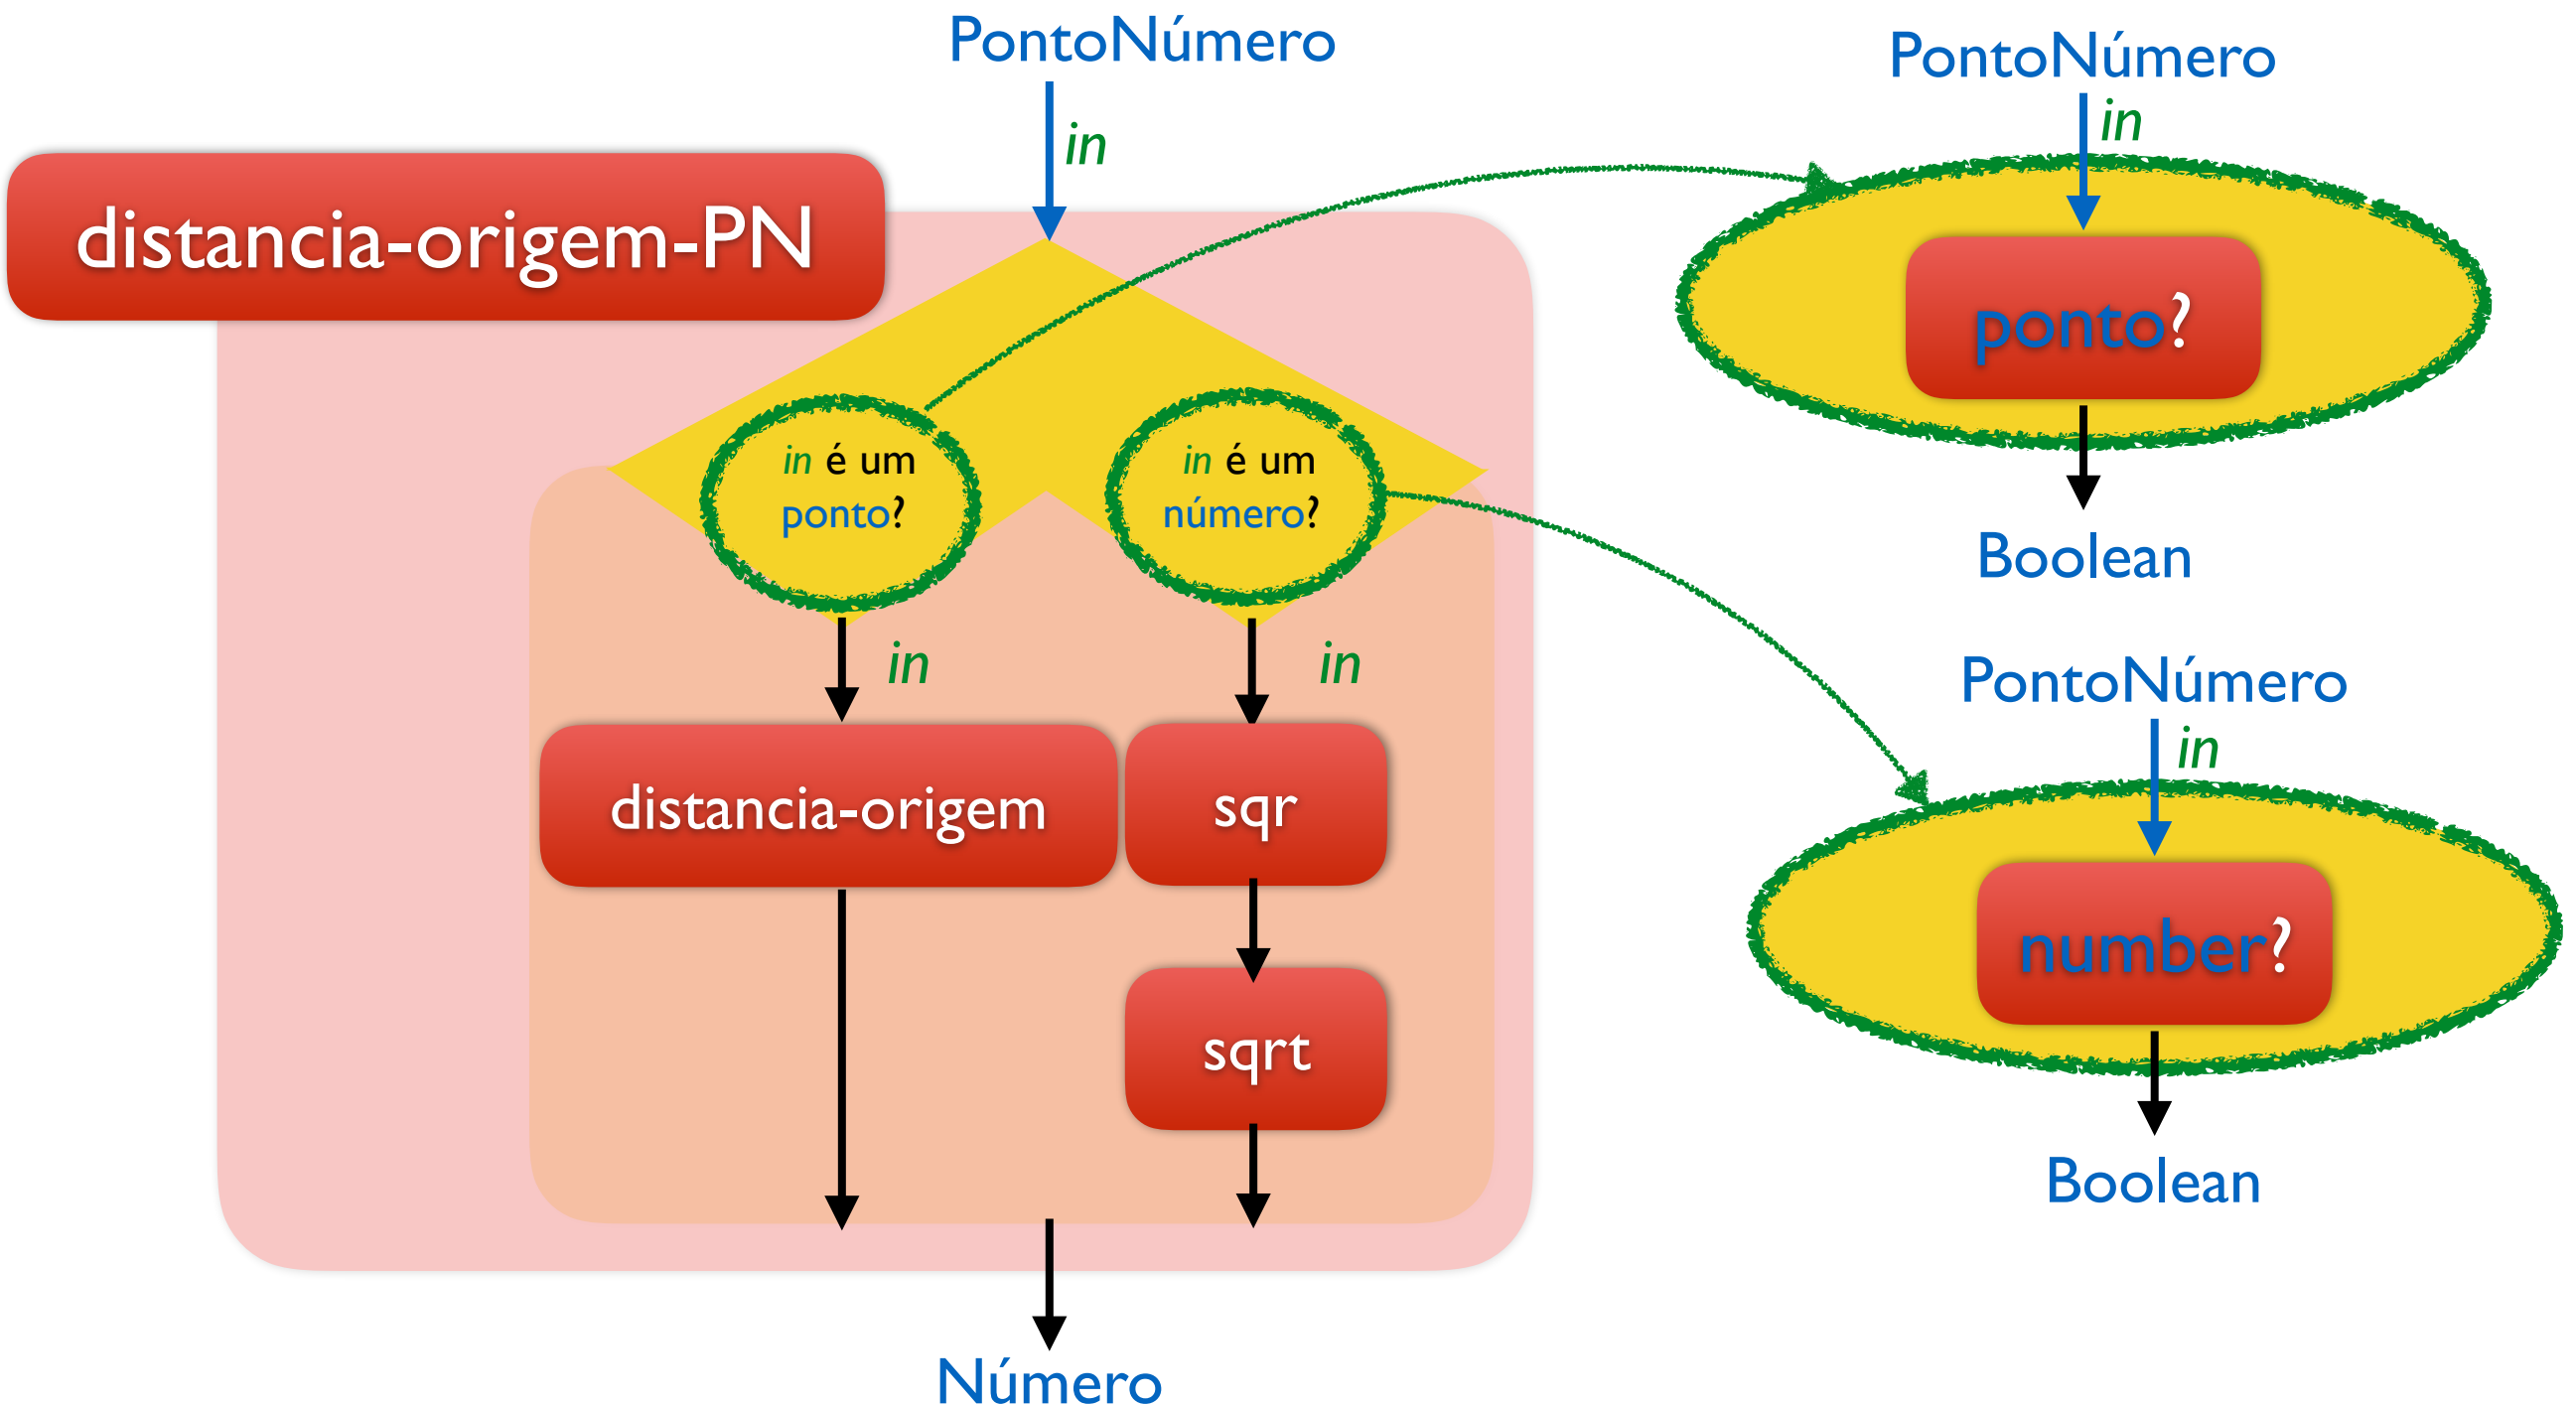 PontoNúmero
in
distancia-origem-PN
in é um
ponto?
in é um
número?
in
in
distancia-origem
sqr
sqrt
Número
PontoNúmero
in
ponto?
Boolean
PontoNúmero
in
number?
Boolean